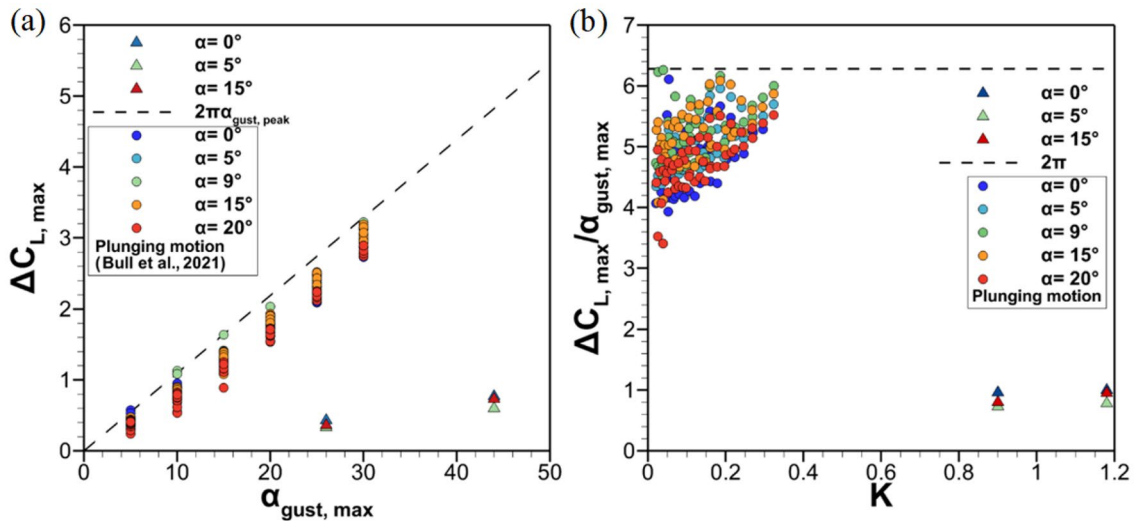 (a)
6
5
4
3
2
1
0
0
10
20
30
40
50
ΔC_L, max
α_gust, max
α= 0°
α= 5°
α= 15°
2πα_gust, peak
α= 0°
α= 5°
α= 9°
α= 15°
α= 20°
Plunging motion
(Bull et al., 2021)
(b)
7
6
5
4
3
2
1
0
0
0.2
0.4
0.6
0.8
1
1.2
ΔC_L, max/α_gust, max
K
α= 0°
α= 5°
α= 15°
2π
α= 0°
α= 5°
α= 9°
α= 15°
α= 20°
Plunging motion